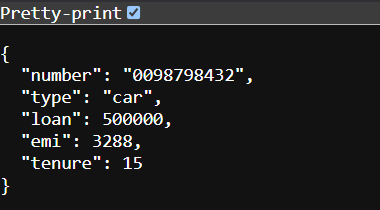 Pretty-print
{
  "number": "0098798432",
  "type": "car",
  "loan": 500000,
  "emi": 3288,
  "tenure": 15
}